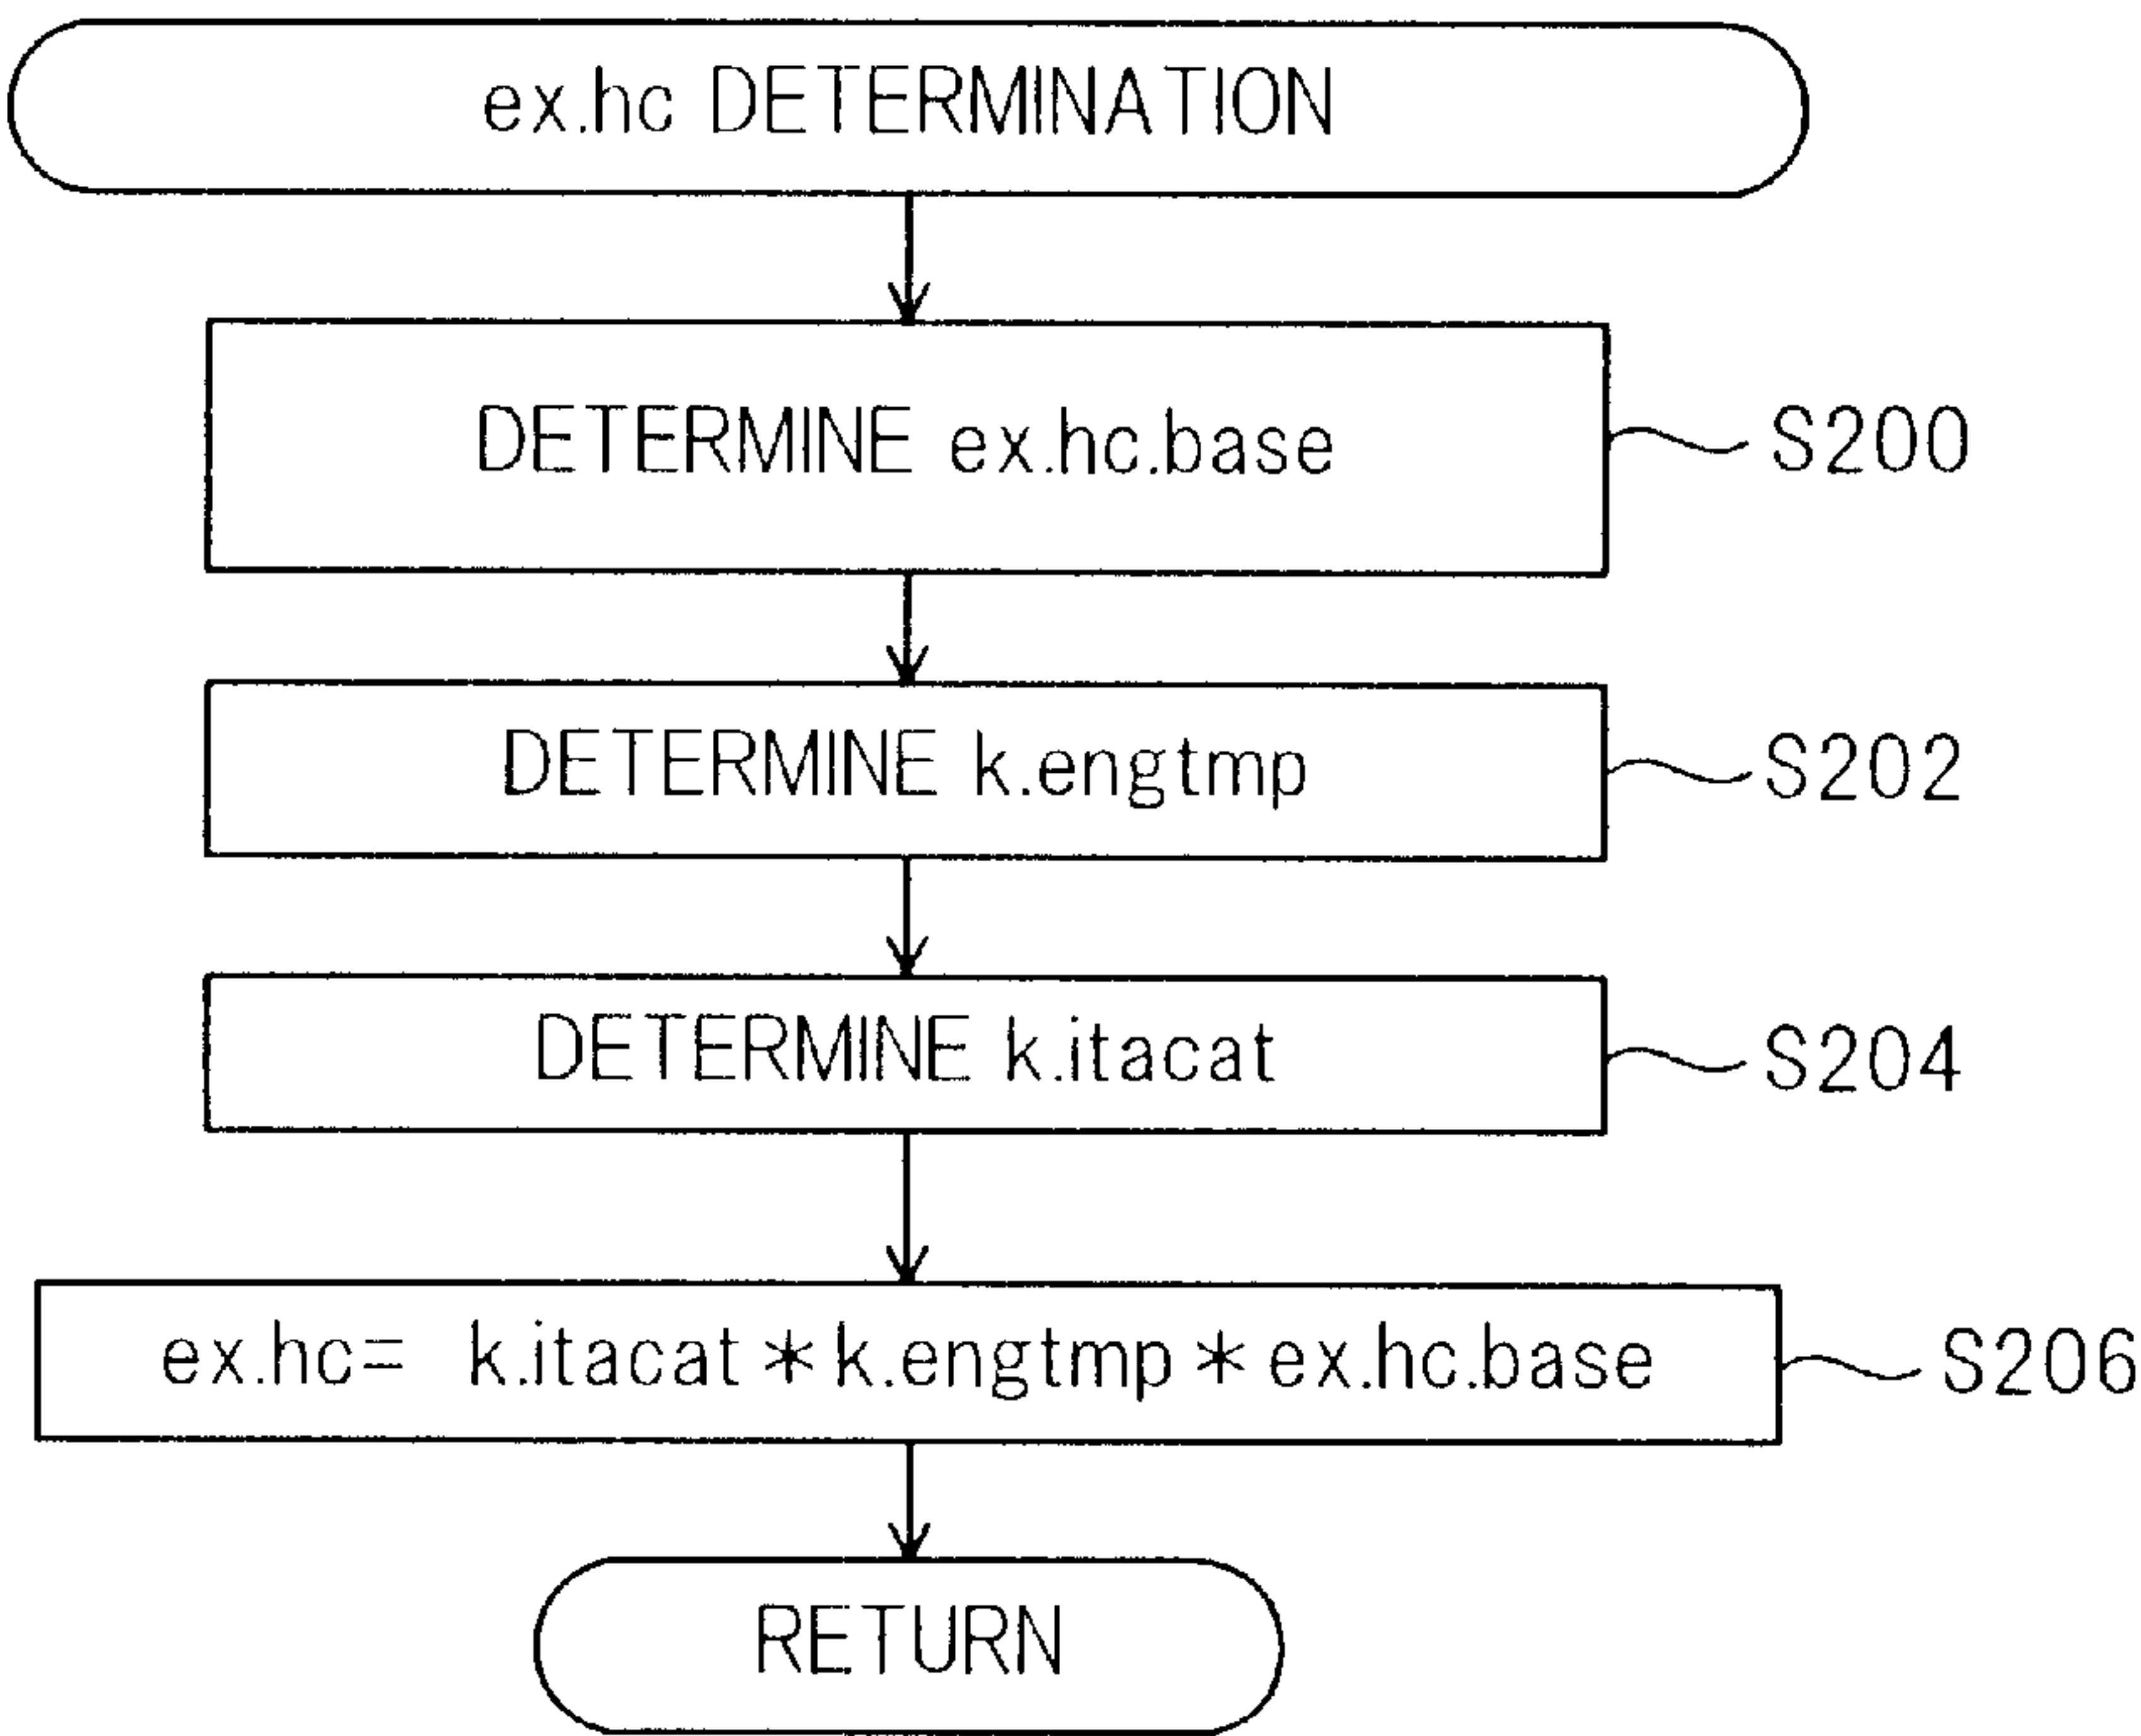 ex.hc DETERMINATION
DETERMINE ex.hc.base
S200
DETERMINE k.engtmp
S202
DETERMINE k.itacat
S204
ex.hc= k.itacat*k.engtmp*ex.hc.base
S206
RETURN